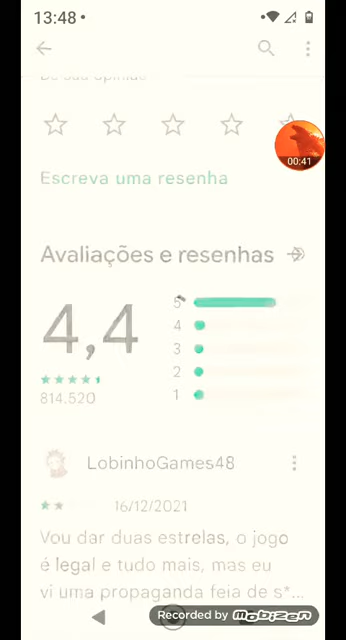 13:48
De sua opinião
00:41
Escreva uma resenha
Avaliações e resenhas
4,4
5
4
3
2
1
814.520
LobinhoGames48
16/12/2021
Vou dar duas estrelas, o jogo
é legal e tudo mais, mas eu
vi uma propaganda feia de s*...
Recorded by mobizen